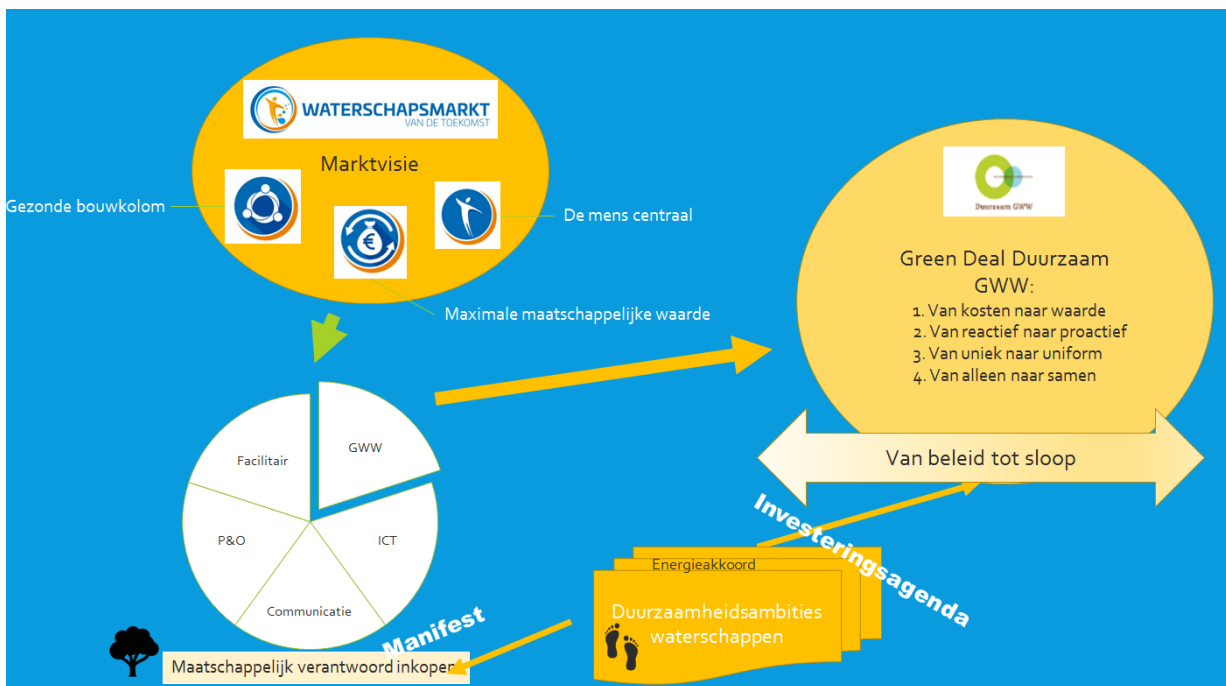 WATERSCHAPSMARKT
VAN DE TOEKOMST
Marktvisie
Gezonde bouwkolom
De mens centraal
Maximale maatschappelijke waarde
Duurzaam GWW
Green Deal Duurzaam
GWW:
1. Van kosten naar waarde
2. Van reactief naar proactief
3. Van uniek naar uniform
4. Van alleen naar samen
Van beleid tot sloop
Facilitair
GWW
P&O
ICT
Communicatie
Manifest
Maatschappelijk verantwoord inkopen
Investeringsagenda
Energieakkoord
Duurzaamheidsambities
waterschappen